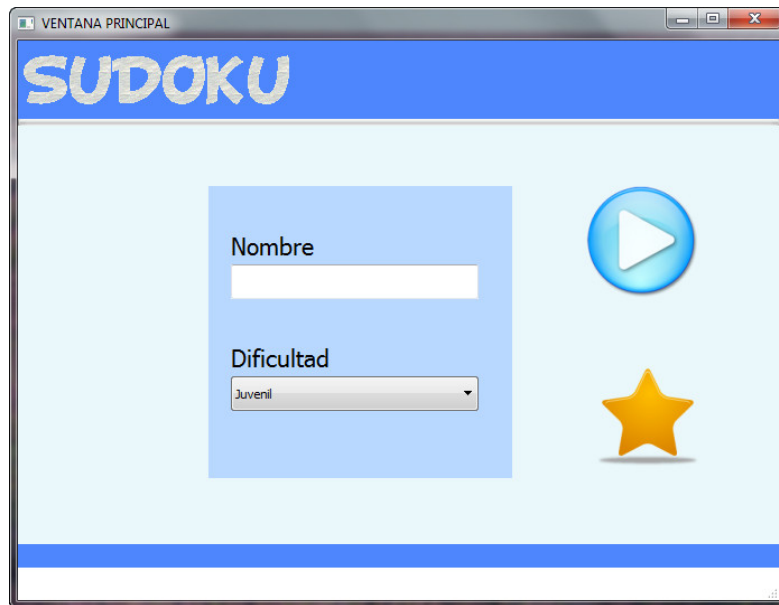 VENTANA PRINCIPAL
SUDOKU
Nombre
Dificultad
Juvenil